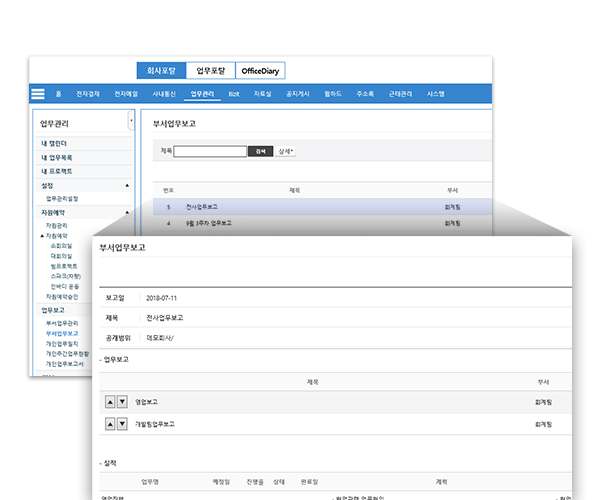 회사포탈 업무포탈 OfficeDiary
홈 전자결재 전자메일 사내통신 업무관리 Bizit 자료실 공지게시 웹하드 주소록 근태관리 시스템
업무관리
내 캘린더
내 업무목록
내 프로젝트
설정
업무관리설정
자원예약
자원관리
자원예약
소회의실
대회의실
빔프로젝트
스파크(차량)
인바디 운동
자원예약승인
업무보고
부서업무관리
부서업무보고
개인업무일지
개인주간업무현황
개인업무보고서
부서업무보고
제목 검색 상세
번호 제목 부서
5 전사업무보고 회계팀
4 9월 3주차 업무보고 회계팀
부서업무보고
보고일 2018-07-11
제목 전사업무보고
공개범위 데모회사/
- 업무보고
제목 부서
영업보고 회계팀
개발팀업무보고 회계팀
- 실적
업무명 예정일 진행율 상태 완료일 계획